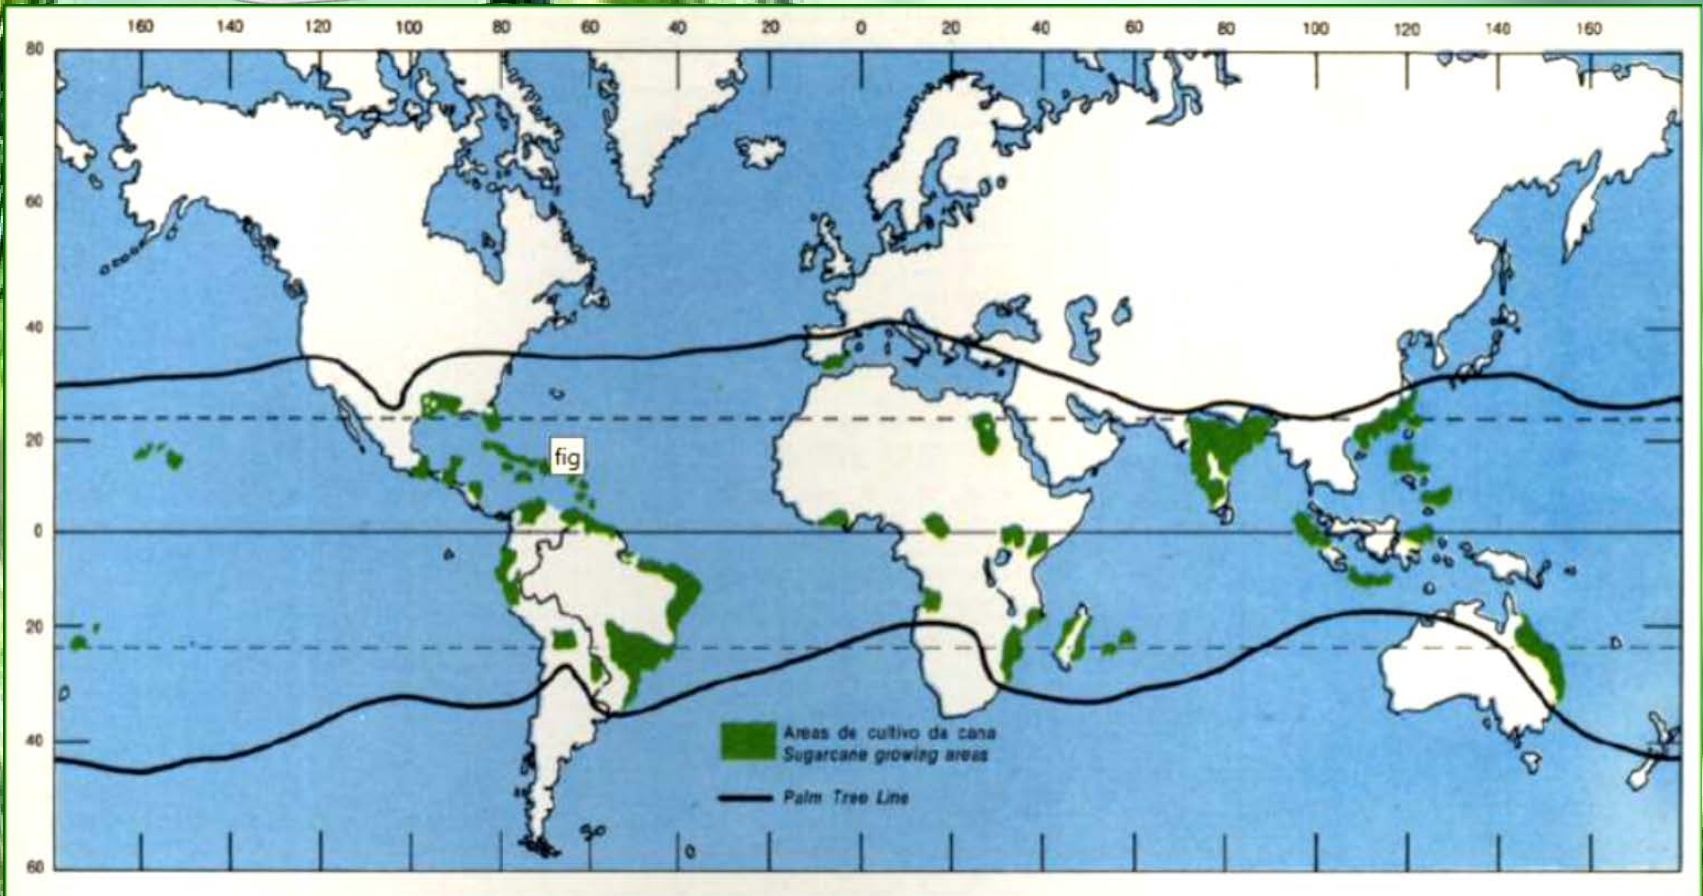 160 140 120 100 80 60 40 20 0 20 40 60 80 100 120 140 160
80
60
40
20
fig
0
20
40
Areas de cultivo da cana
Sugarcane growing areas
Palm Tree Line
60